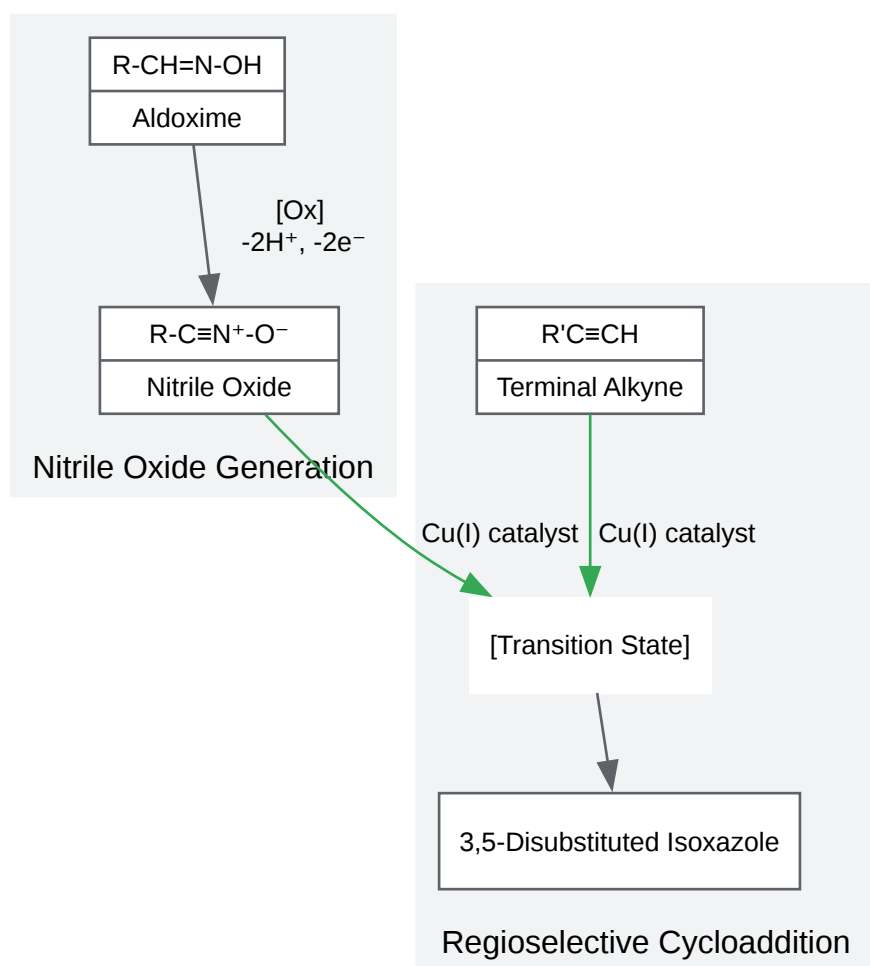 R-CH=N-OH
Aldoxime
[Ox]
-2H⁺, -2e⁻
R-C≡N⁺-O⁻
Nitrile Oxide
Nitrile Oxide Generation
R'C≡CH
Terminal Alkyne
Cu(I) catalyst
Cu(I) catalyst
[Transition State]
3,5-Disubstituted Isoxazole
Regioselective Cycloaddition